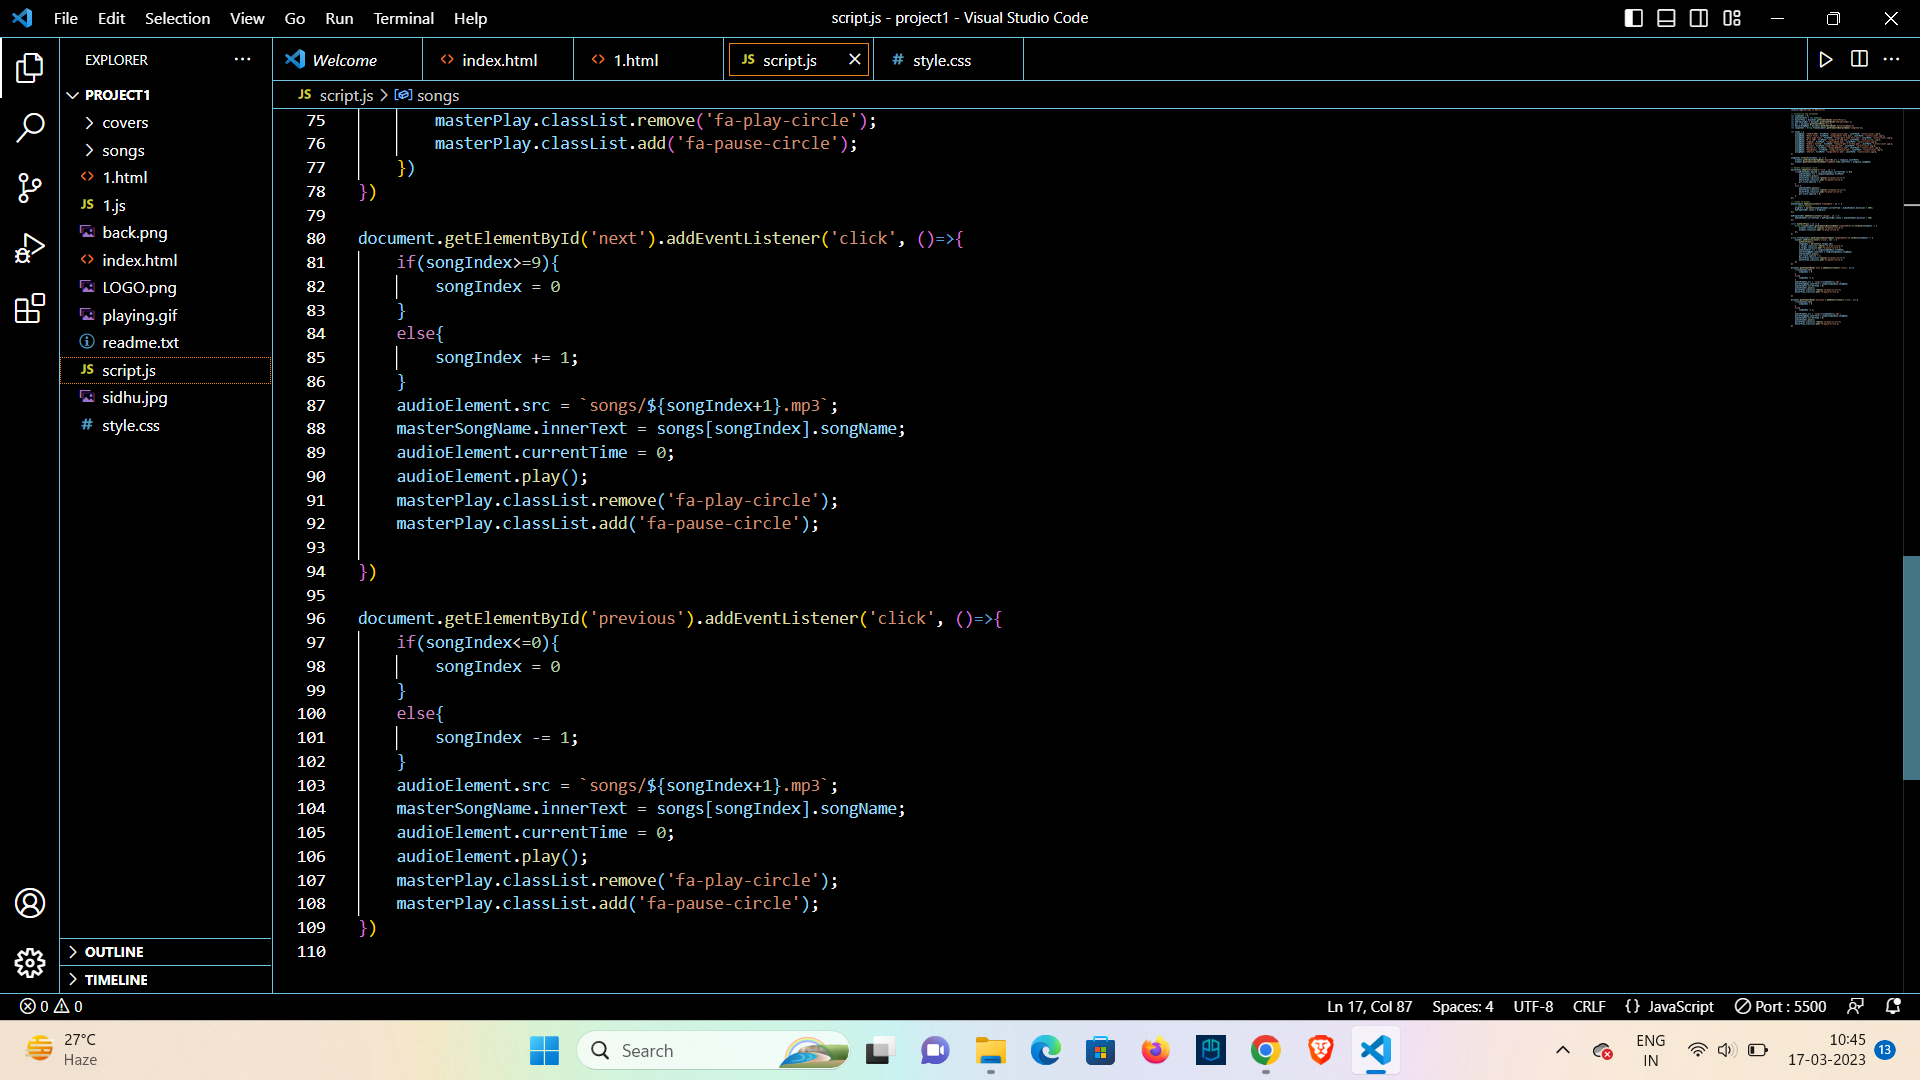 File Edit Selection View Go Run Terminal Help
script.js - project1 - Visual Studio Code
EXPLORER
PROJECT1
covers
songs
1.html
JS 1.js
back.png
index.html
LOGO.png
playing.gif
readme.txt
JS script.js
sidhu.jpg
# style.css
OUTLINE
TIMELINE
Welcome
index.html
1.html
JS script.js
# style.css
JS script.js > songs
75 masterPlay.classList.remove('fa-play-circle');
76 masterPlay.classList.add('fa-pause-circle');
77 })
78 })
79
80 document.getElementById('next').addEventListener('click', ()=>{
81 if(songIndex>=9){
82 songIndex = 0
83 }
84 else{
85 songIndex += 1;
86 }
87 audioElement.src = `songs/${songIndex+1}.mp3`;
88 masterSongName.innerText = songs[songIndex].songName;
89 audioElement.currentTime = 0;
90 audioElement.play();
91 masterPlay.classList.remove('fa-play-circle');
92 masterPlay.classList.add('fa-pause-circle');
93
94 })
95
96 document.getElementById('previous').addEventListener('click', ()=>{
97 if(songIndex<=0){
98 songIndex = 0
99 }
100 else{
101 songIndex -= 1;
102 }
103 audioElement.src = `songs/${songIndex+1}.mp3`;
104 masterSongName.innerText = songs[songIndex].songName;
105 audioElement.currentTime = 0;
106 audioElement.play();
107 masterPlay.classList.remove('fa-play-circle');
108 masterPlay.classList.add('fa-pause-circle');
109 })
110
0 0
Ln 17, Col 87 Spaces: 4 UTF-8 CRLF {} JavaScript Port : 5500
27°C
Haze
Search
ENG
IN
10:45
17-03-2023
13